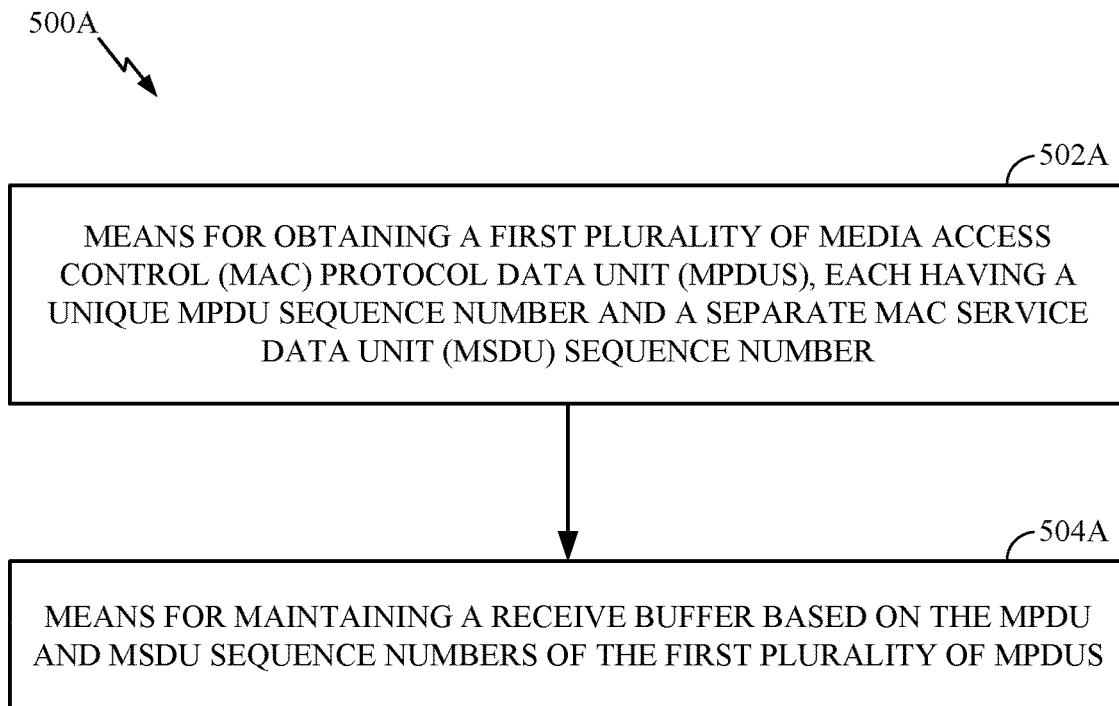 500A
502A
MEANS FOR OBTAINING A FIRST PLURALITY OF MEDIA ACCESS
CONTROL (MAC) PROTOCOL DATA UNIT (MPDUS), EACH HAVING A
UNIQUE MPDU SEQUENCE NUMBER AND A SEPARATE MAC SERVICE
DATA UNIT (MSDU) SEQUENCE NUMBER
504A
MEANS FOR MAINTAINING A RECEIVE BUFFER BASED ON THE MPDU
AND MSDU SEQUENCE NUMBERS OF THE FIRST PLURALITY OF MPDUS